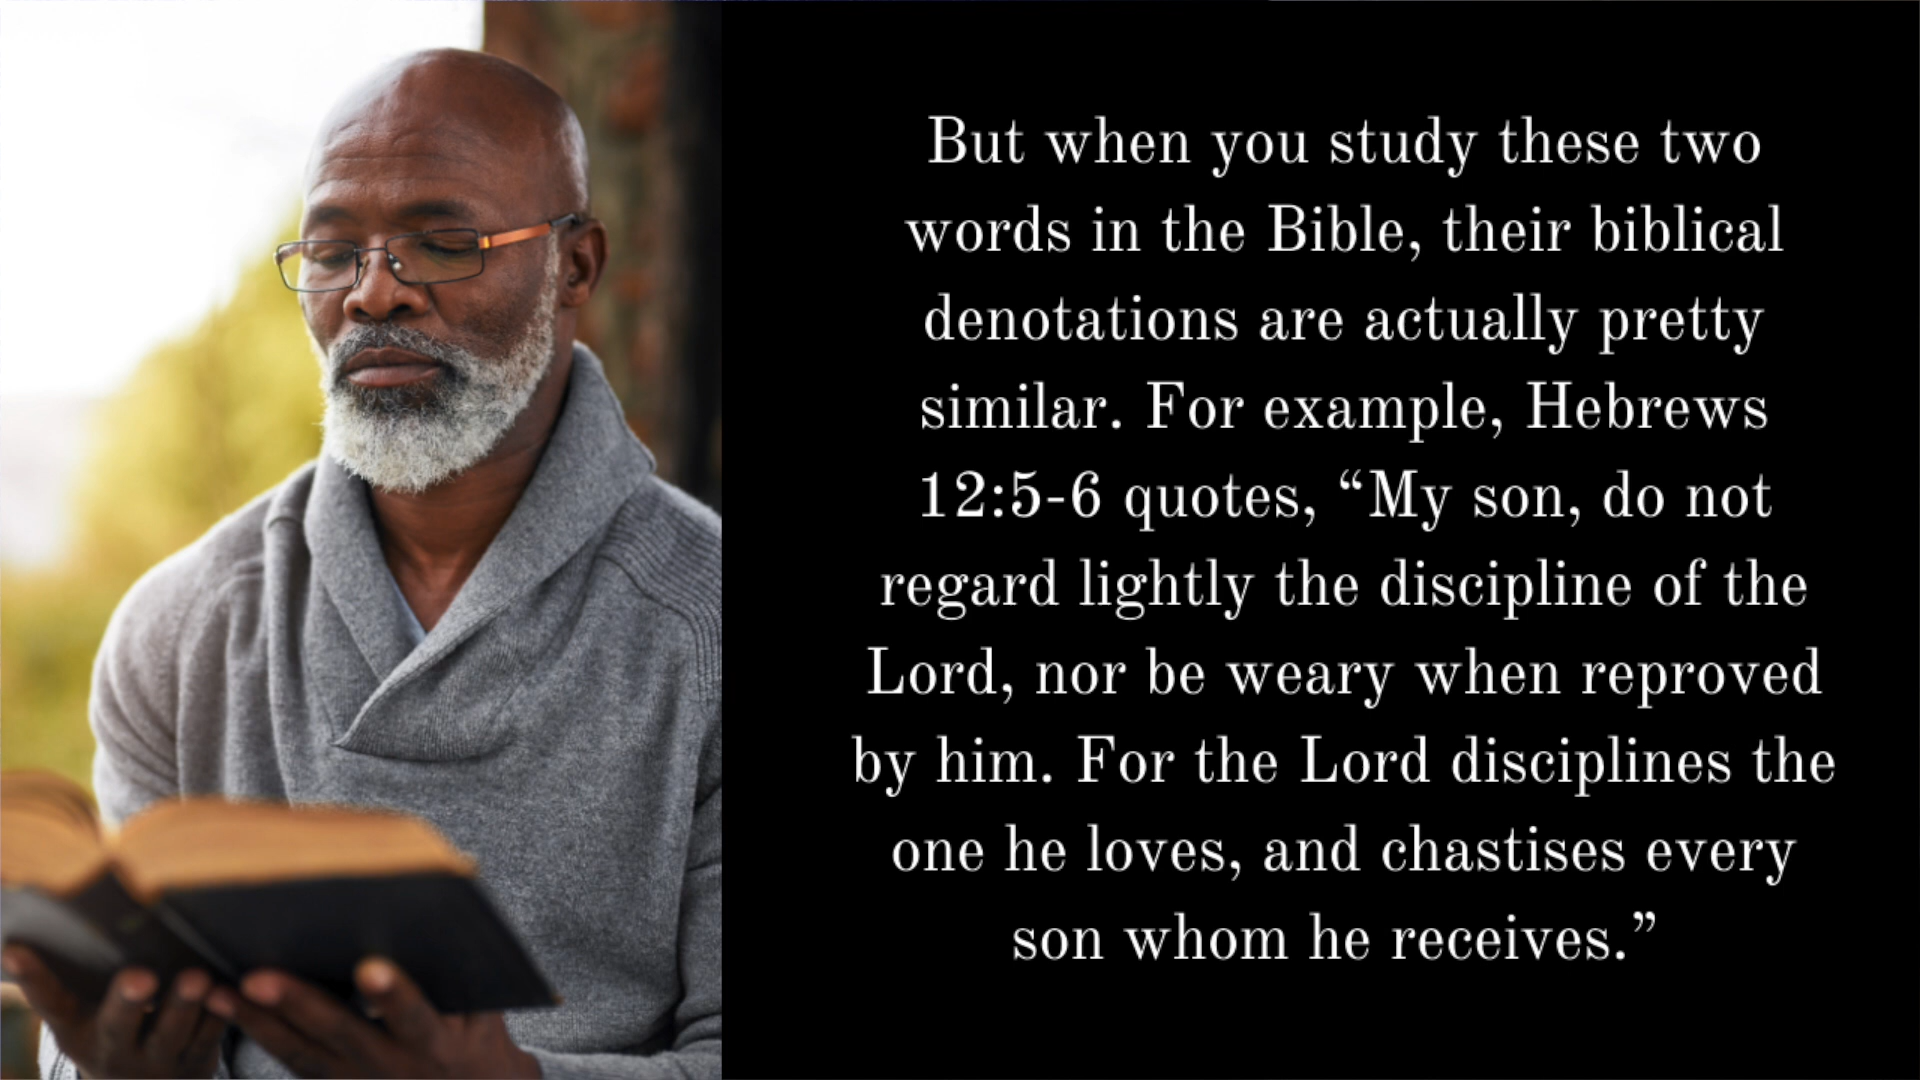 But when you study these two
words in the Bible, their biblical
denotations are actually pretty
similar. For example, Hebrews
12:5-6 quotes, “My son, do not
regard lightly the discipline of the
Lord, nor be weary when reproved
by him. For the Lord disciplines the
one he loves, and chastises every
son whom he receives.”